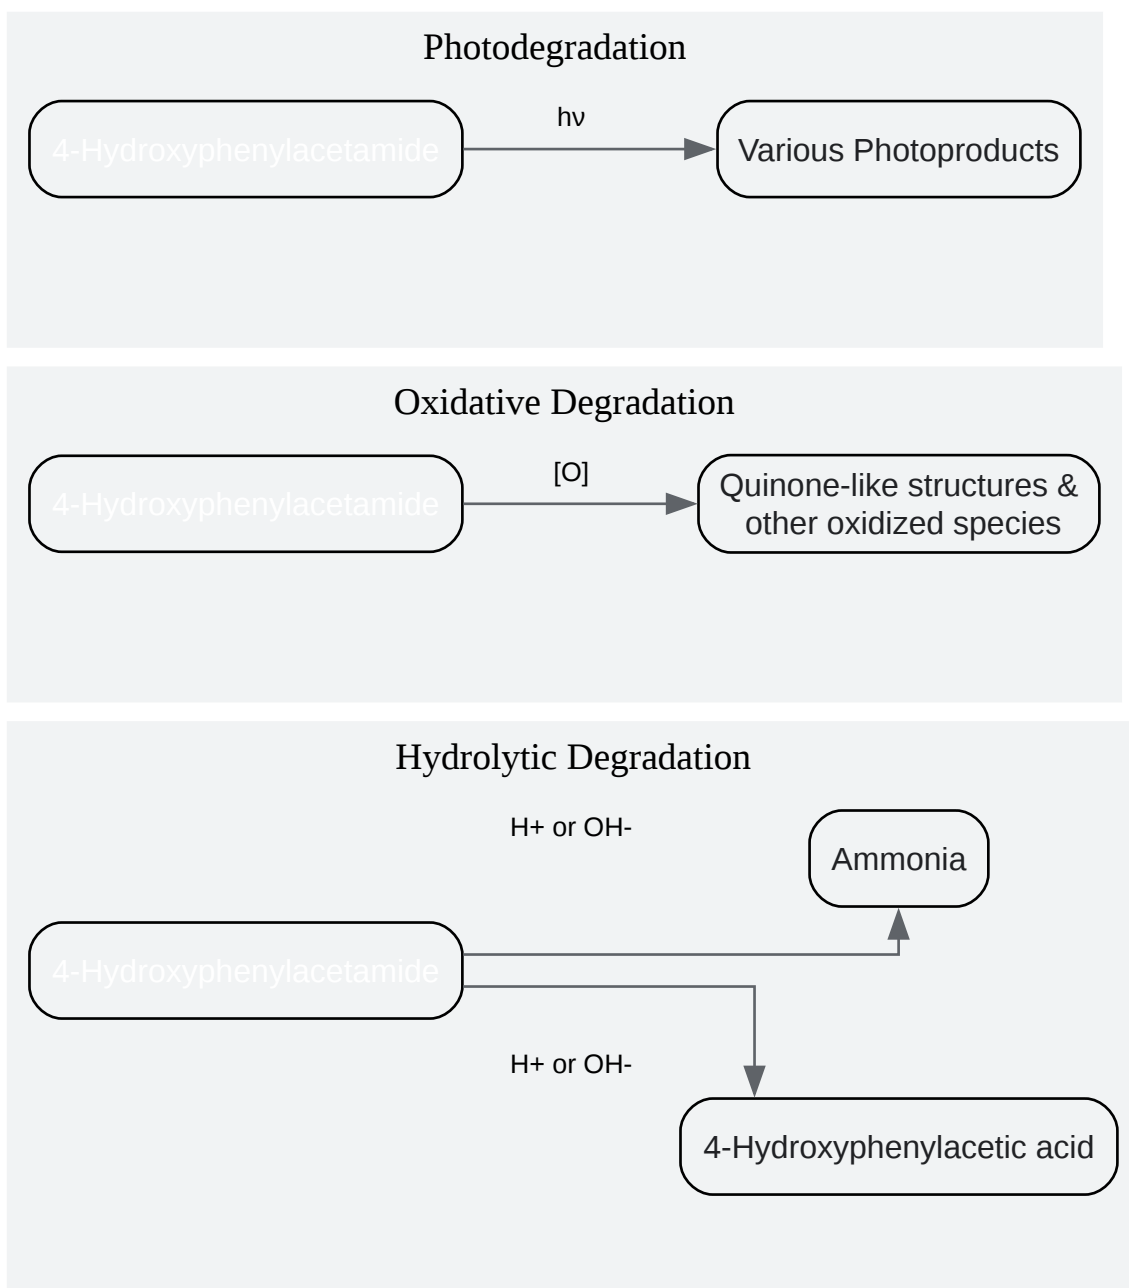 Photodegradation
4-Hydroxyphenylacetamide
hν
Various Photoproducts
Oxidative Degradation
4-Hydroxyphenylacetamide
[O]
Quinone-like structures &
other oxidized species
Hydrolytic Degradation
H+ or OH-
Ammonia
4-Hydroxyphenylacetamide
H+ or OH-
4-Hydroxyphenylacetic acid